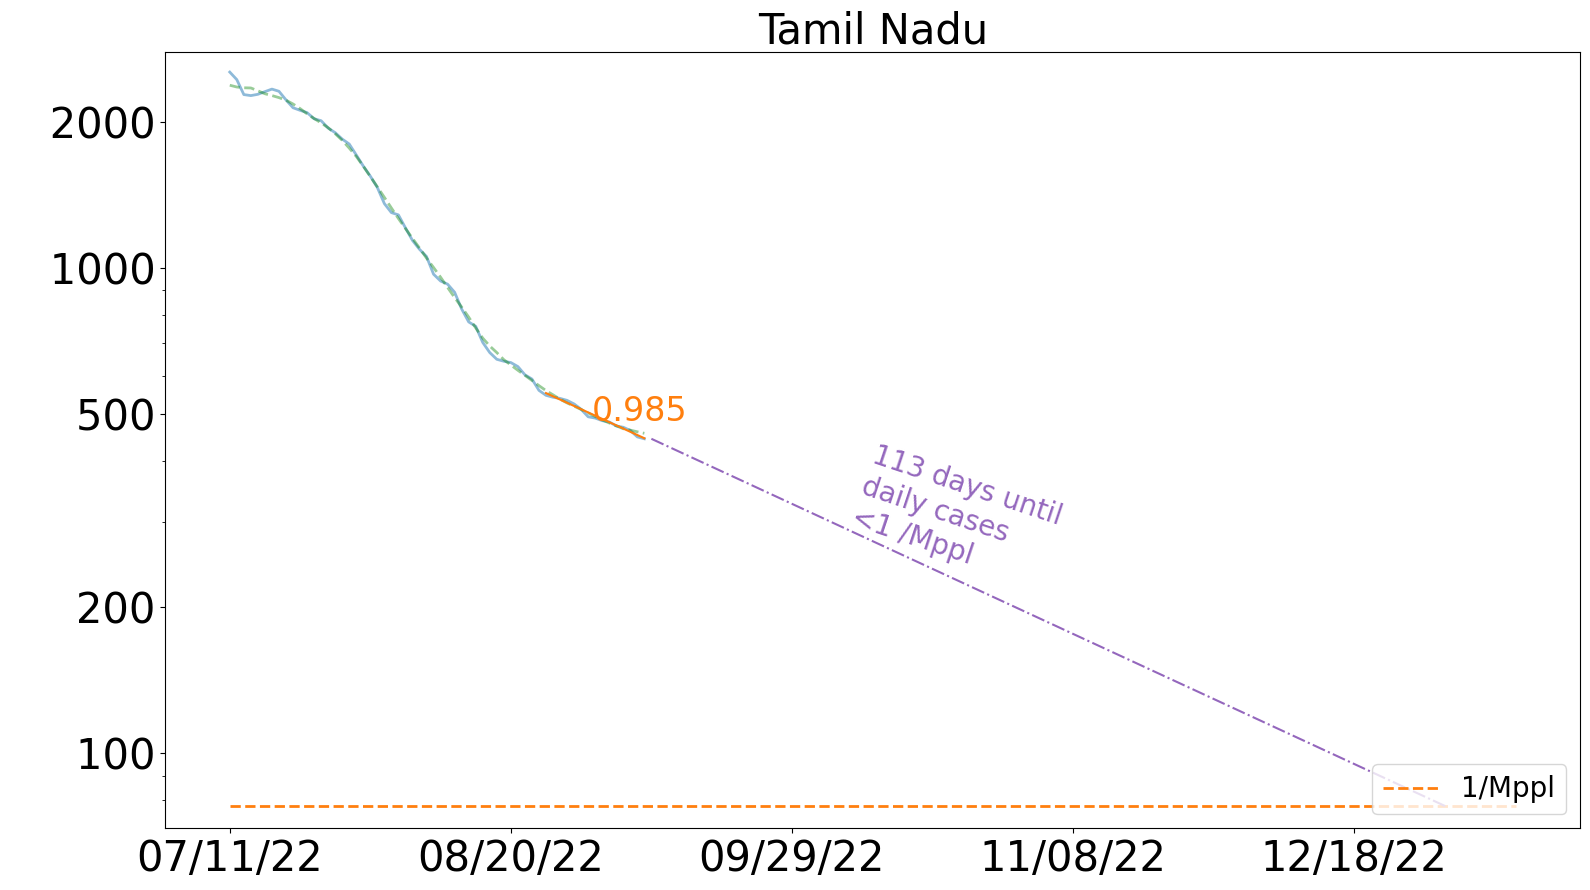 Tamil Nadu
2000
1000
500
200
100
0.985
113 days until
daily cases
<1 /Mppl
1/Mppl
07/11/22
08/20/22
09/29/22
11/08/22
12/18/22